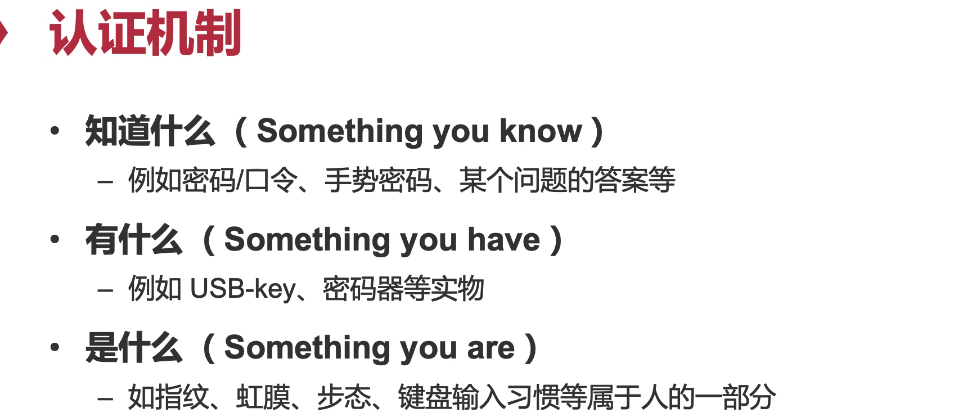 认证机制
• 知道什么（Something you know）
– 例如密码/口令、手势密码、某个问题的答案等
• 有什么（Something you have）
– 例如 USB-key、密码器等实物
• 是什么（Something you are）
– 如指纹、虹膜、步态、键盘输入习惯等属于人的一部分